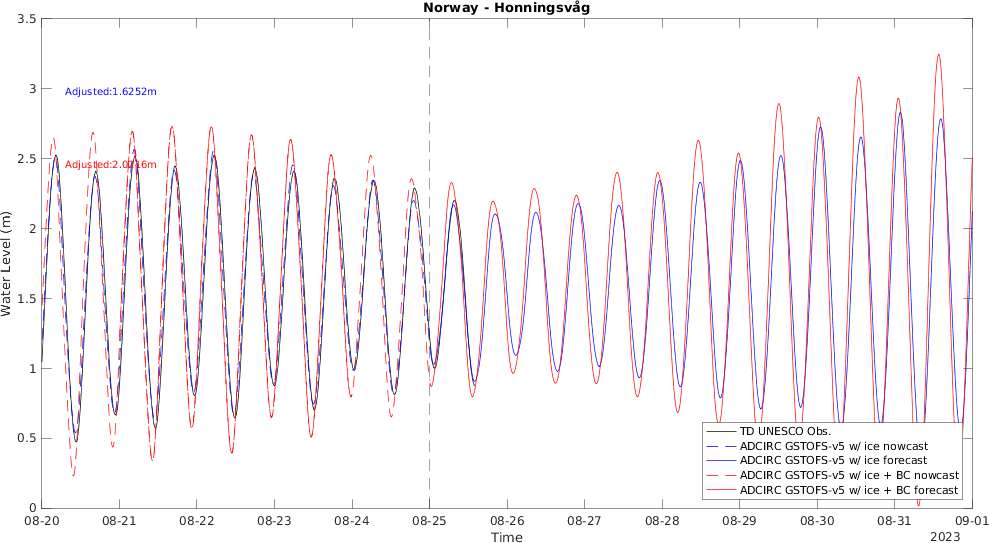 Norway - Honningsvåg
3.5
3
2.5
2
1.5
1
0.5
0
Water Level (m)
Adjusted:1.6252m
08-20
08-21
08-22
08-23
08-24
08-25
08-26
08-27
08-28
08-29
08-30
08-31
09-01
Time
2023
TD UNESCO Obs.
ADCIRC GSTOFS-v5 w/ ice nowcast
ADCIRC GSTOFS-v5 w/ ice forecast
ADCIRC GSTOFS-v5 w/ ice + BC nowcast
ADCIRC GSTOFS-v5 w/ ice + BC forecast